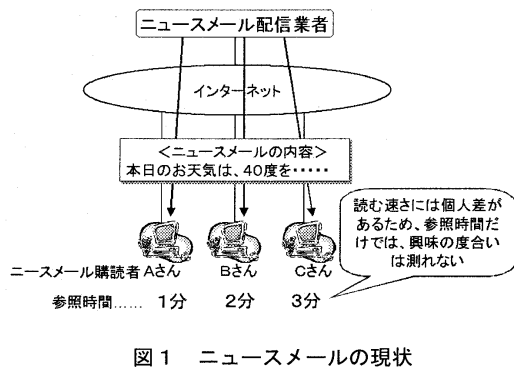 ニュースメール配信業者
インターネット
＜ニュースメールの内容＞
本日のお天気は、40度を・・・・・
読む速さには個人差が
あるため、参照時間だ
けでは、興味の度合い
は測れない
ニースメール購読者 Aさん Bさん Cさん
参照時間…… 1分 2分 3分
図1 ニュースメールの現状